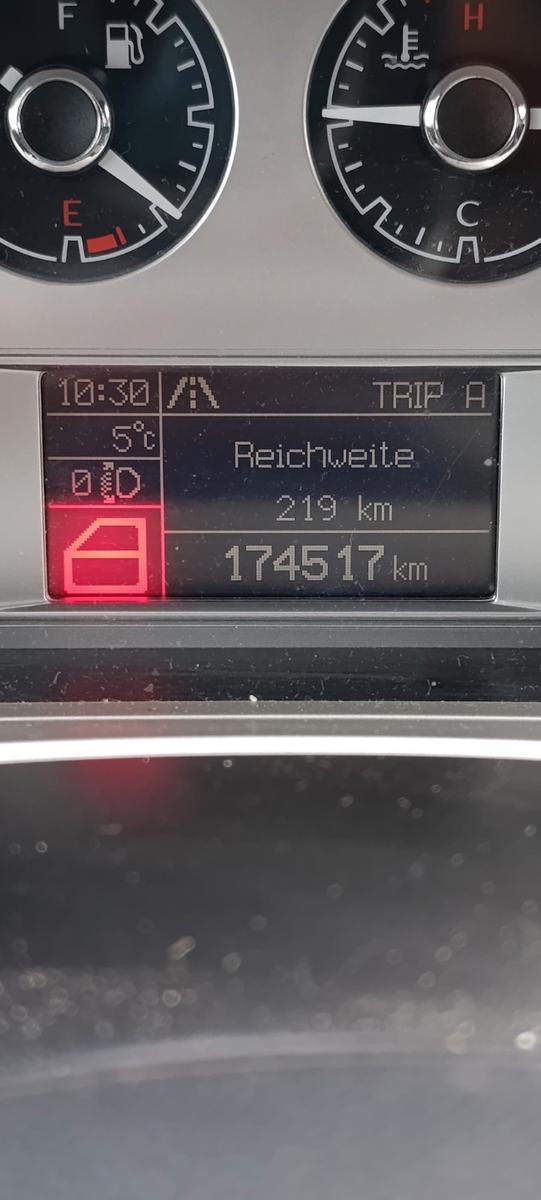 F
H
E
C
10:30
TRIP A
5°c
Reichweite
0
219 km
174517 km